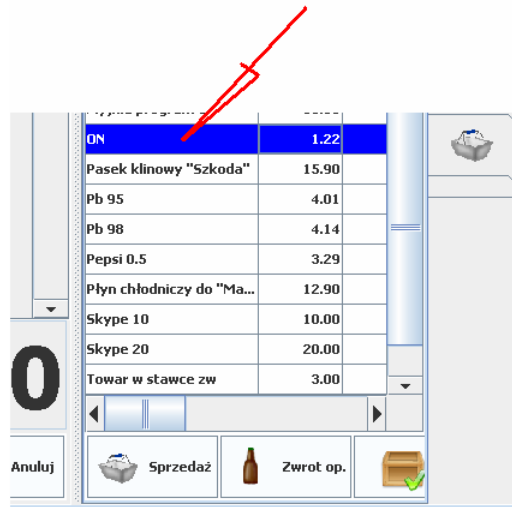 ON 1.22
Pasek klinowy "Szkoda" 15.90
Pb 95 4.01
Pb 98 4.14
Pepsi 0.5 3.29
Płyn chłodniczy do "Ma... 12.90
Skype 10 10.00
Skype 20 20.00
Towar w stawce zw 3.00
0
Anuluj Sprzedaż Zwrot op.